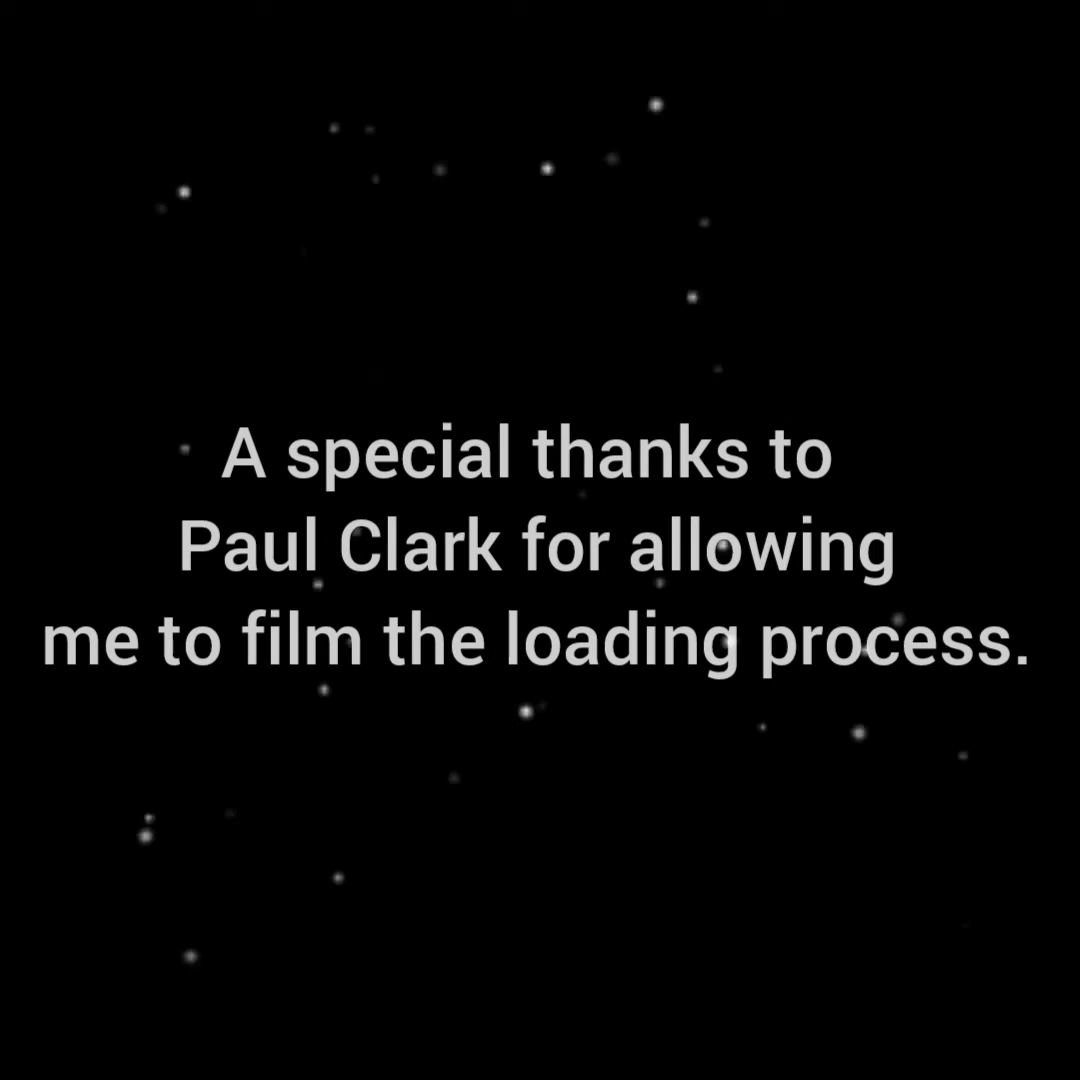 A special thanks to
Paul Clark for allowing
me to film the loading process.